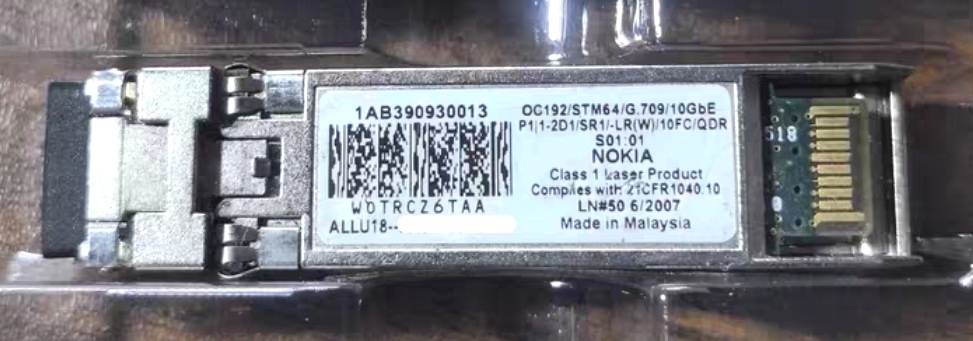 1AB390930013
W0TRCZ6TAA
ALLU18--
OC192/STM64/G.709/10GbE
P1|1-2D1/SR1/-LR(W)/10FC/QDR
S01:01
NOKIA
Class 1 Laser Product
Complies with 21CFR1040.10
LN#50 6/2007
Made in Malaysia
518